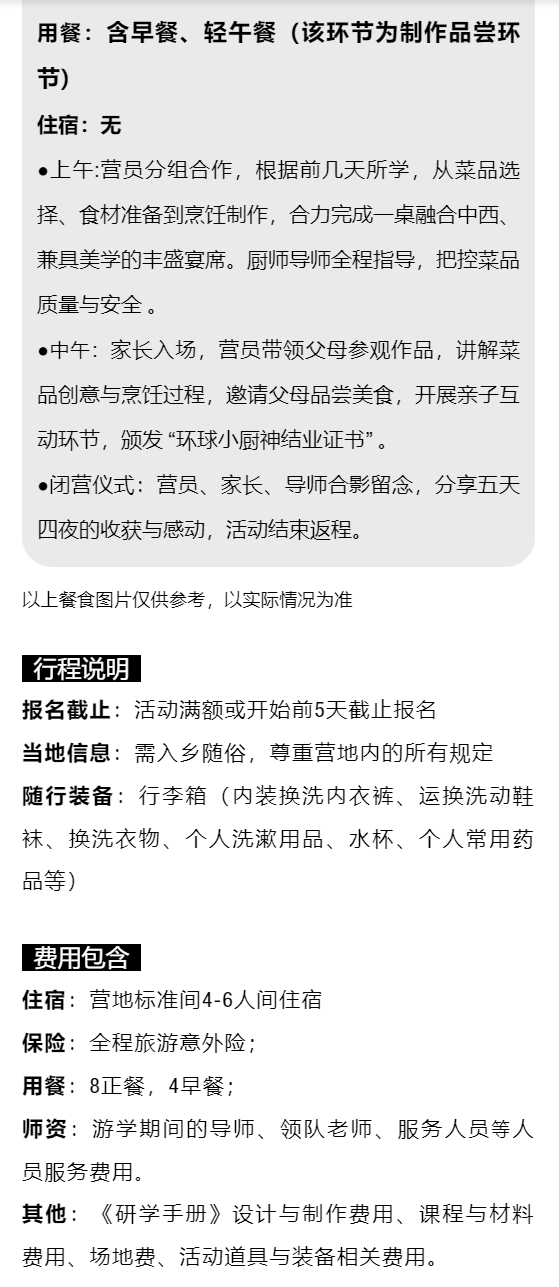 用餐：含早餐、轻午餐（该环节为制作品尝环
节）
住宿：无
●上午:营员分组合作，根据前几天所学，从菜品选
择、食材准备到烹饪制作，合力完成一桌融合中西、
兼具美学的丰盛宴席。厨师导师全程指导，把控菜品
质量与安全 。
●中午：家长入场，营员带领父母参观作品，讲解菜
品创意与烹饪过程，邀请父母品尝美食，开展亲子互
动环节，颁发 “环球小厨神结业证书” 。
●闭营仪式：营员、家长、导师合影留念，分享五天
四夜的收获与感动，活动结束返程。
以上餐食图片仅供参考，以实际情况为准
行程说明
报名截止：活动满额或开始前5天截止报名
当地信息：需入乡随俗，尊重营地内的所有规定
随行装备：行李箱（内装换洗内衣裤、运换洗动鞋
袜、换洗衣物、个人洗漱用品、水杯、个人常用药
品等）
费用包含
住宿：营地标准间4-6人间住宿
保险：全程旅游意外险；
用餐：8正餐，4早餐；
师资：游学期间的导师、领队老师、服务人员等人
员服务费用。
其他：《研学手册》设计与制作费用、课程与材料
费用、场地费、活动道具与装备相关费用。